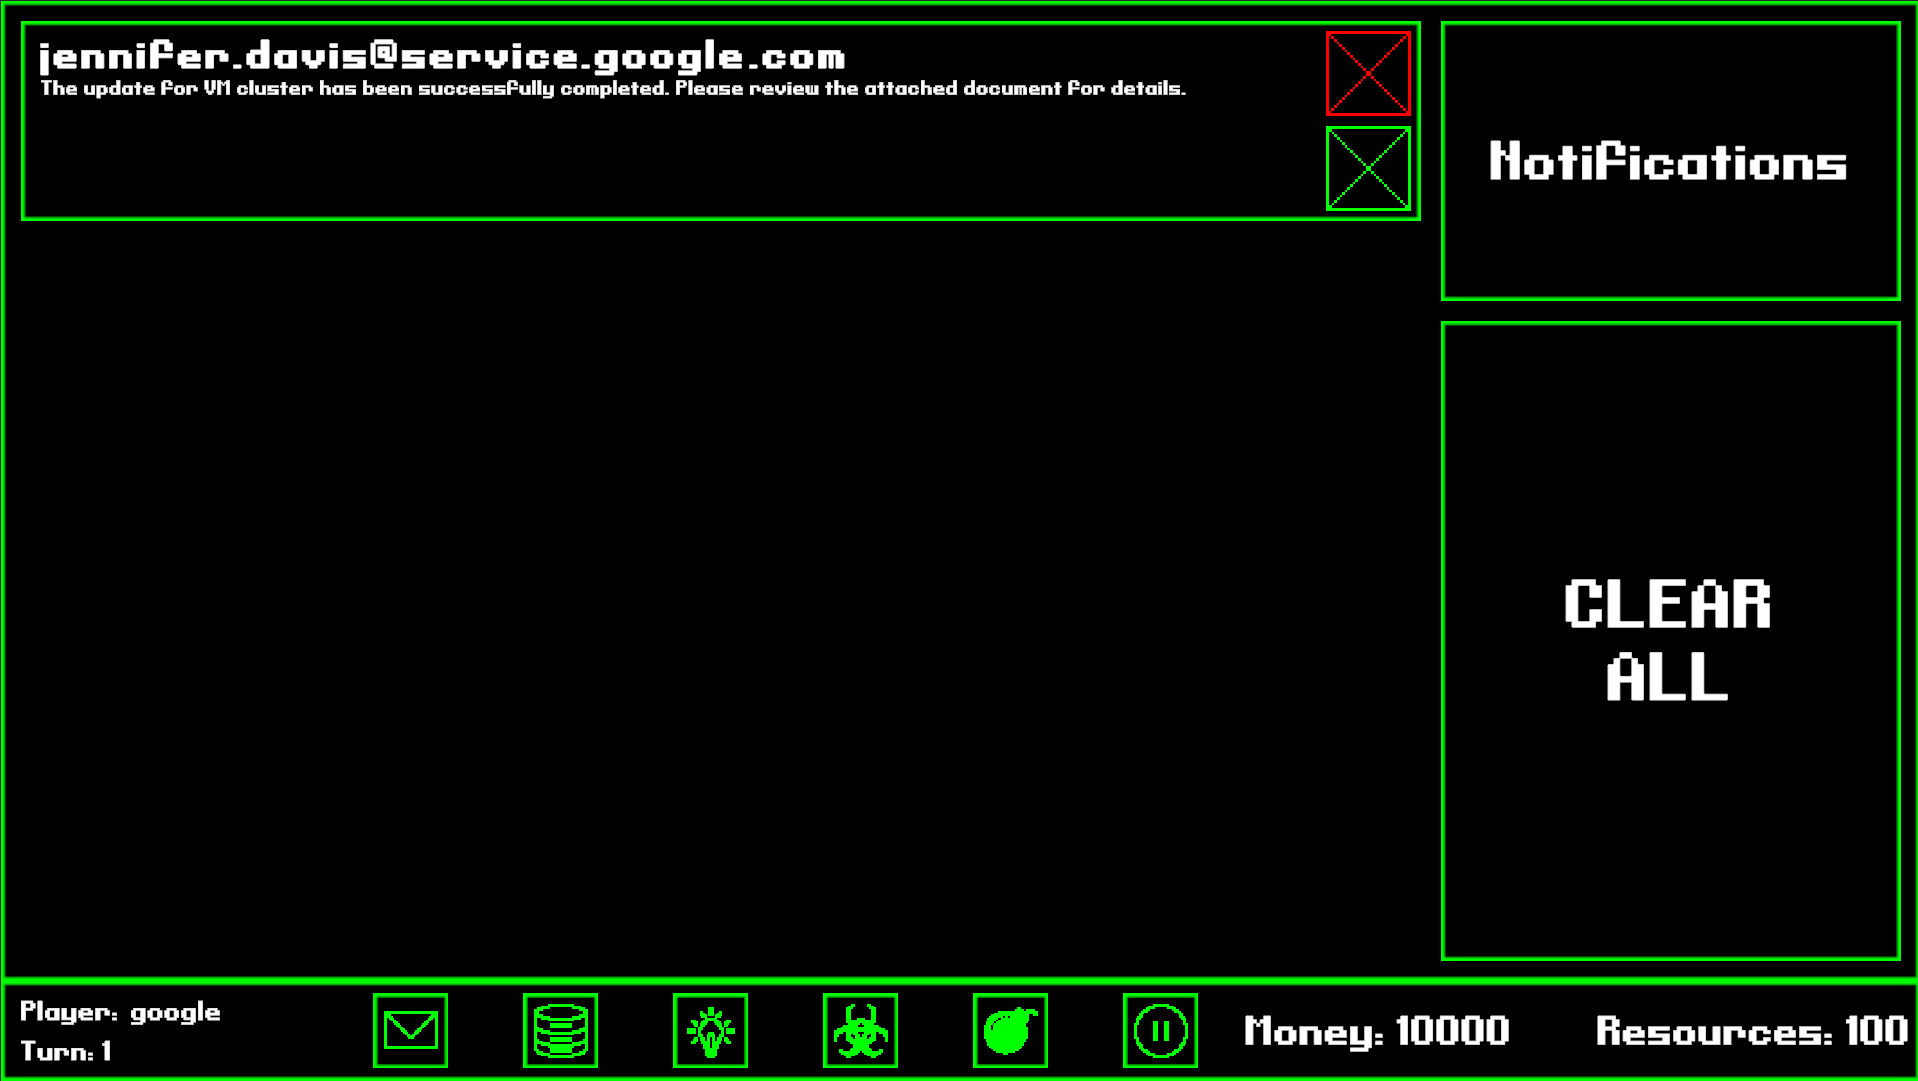 jennifer.davis@service.google.com
The update for VM cluster has been successfully completed. Please review the attached document for details.
Notifications
CLEAR
ALL
Player: google
Turn: 1
Money: 10000
Resources: 100